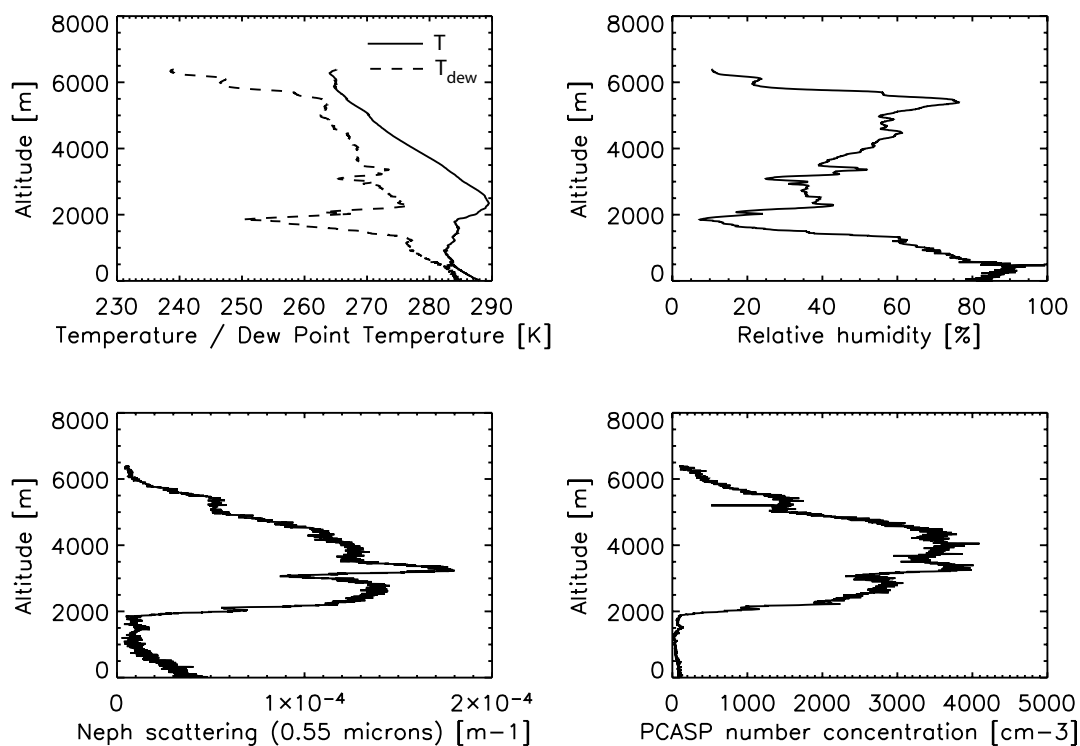 8000
6000
4000
2000
0
Altitude [m]
T
T_dew
230 240 250 260 270 280 290
Temperature / Dew Point Temperature [K]
8000
6000
4000
2000
0
Altitude [m]
0 20 40 60 80 100
Relative humidity [%]
8000
6000
4000
2000
0
Altitude [m]
0 1×10⁻⁴ 2×10⁻⁴
Neph scattering (0.55 microns) [m−1]
8000
6000
4000
2000
0
Altitude [m]
0 1000 2000 3000 4000 5000
PCASP number concentration [cm−3]